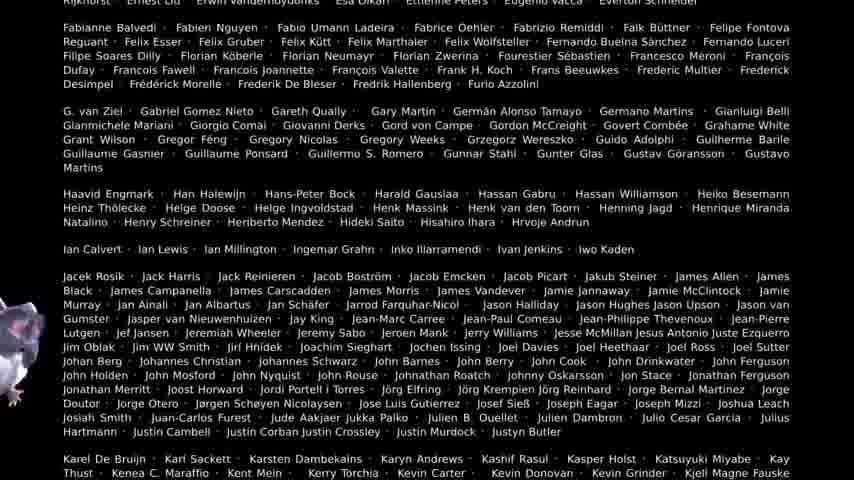 Rijkhorst · Ernest Liu · Erwin Vanderhuydonks · Esa Oikari · Etiënne Peters · Eugenio Vacca · Everton Schneider
Fabianne Balvedi · Fabien Nguyen · Fabio Umann Ladeira · Fabrice Oehler · Fabrizio Remiddi · Falk Büttner · Felipe Fontova
Reguant · Felix Esser · Felix Gruber · Felix Kütt · Felix Marthaler · Felix Wolfsteller · Fernando Buelna Sánchez · Fernando Luceri
Filipe Soares Dilly · Florian Köberle · Florian Neumayr · Florian Zwerina · Fourestier Sébastien · Francesco Meroni · François
Dufay · Francois Fawell · Francois Joannette · François Valette · Frank H. Koch · Frans Beeuwkes · Frederic Multier · Frederick
Desimpel · Frédérick Morelle · Frederik De Bleser · Fredrik Hallenberg · Furio Azzolini
G. van Ziel · Gabriel Gomez Nieto · Gareth Qually · Gary Martin · Germán Alonso Tamayo · Germano Martins · Gianluigi Belli
Gianmichele Mariani · Giorgio Comai · Giovanni Derks · Gord von Campe · Gordon McCreight · Govert Combée · Grahame White
Grant Wilson · Gregor Fêng · Gregory Nicolas · Gregory Weeks · Grzegorz Wereszko · Guido Adolphi · Guilherme Barile
Guillaume Gasnier · Guillaume Ponsard · Guillermo S. Romero · Gunnar Stahl · Gunter Glas · Gustav Göransson · Gustavo
Martins
Haavid Engmark · Han Halewijn · Hans-Peter Bock · Harald Gauslaa · Hassan Gabru · Hassan Williamson · Heiko Besemann
Heinz Thölecke · Helge Doose · Helge Ingvoldstad · Henk Massink · Henk van den Toorn · Henning Jagd · Henrique Miranda
Natalino · Henry Schreiner · Heriberto Mendez · Hideki Saito · Hisahiro Ihara · Hrvoje Andrun
Ian Calvert · Ian Lewis · Ian Millington · Ingemar Grahn · Inko Illarramendi · Ivan Jenkins · Iwo Kaden
Jacek Rosik · Jack Harris · Jack Reinieren · Jacob Boström · Jacob Emcken · Jacob Picart · Jakub Steiner · James Allen · James
Black · James Campanella · James Carscadden · James Morris · James Vandever · Jamie Jannaway · Jamie McClintock · Jamie
Murray · Jan Ainali · Jan Albartus · Jan Schäfer · Jarrod Farquhar-Nicol · Jason Halliday · Jason Hughes Jason Upson · Jason van
Gumster · Jasper van Nieuwenhuizen · Jay King · Jean-Marc Carree · Jean-Paul Comeau · Jean-Philippe Thevenoux · Jean-Pierre
Lutgen · Jef Jansen · Jeremiah Wheeler · Jeremy Sabo · Jeroen Mank · Jerry Williams · Jesse McMillan Jesus Antonio Juste Ezquerro
Jim Oblak · Jim WW Smith · Jiří Hnídek · Joachim Sieghart · Jochen Issing · Joel Davies · Joel Heethaar · Joel Ross · Joel Sutter
Johan Berg · Johannes Christian · Johannes Schwarz · John Barnes · John Berry · John Cook · John Drinkwater · John Ferguson
John Holden · John Mosford · John Nyquist · John Rouse · Johnathan Roatch · Johnny Oskarsson · Jon Stace · Jonathan Ferguson
Jonathan Merritt · Joost Horward · Jordi Portell i Torres · Jörg Elfring · Jörg Krempien Jörg Reinhard · Jorge Bernal Martinez · Jorge
Doutor · Jorge Otero · Jørgen Schøyen Nicolaysen · Jose Luis Gutierrez · Josef Sieß · Joseph Eagar · Joseph Mizzi · Joshua Leach
Josiah Smith · Juan-Carlos Furest · Jude Aakjaer Jukka Palko · Julien B. Ouellet · Julien Dambron · Julio Cesar Garcia · Julius
Hartmann · Justin Cambell · Justin Corban Justin Crossley · Justin Murdock · Justyn Butler
Karel De Bruijn · Karl Sackett · Karsten Dambekalns · Karyn Andrews · Kashif Rasul · Kasper Holst · Katsuyuki Miyabe · Kay
Thust · Kenea C. Maraffio · Kent Mein · Kerry Torchia · Kevin Carter · Kevin Donovan · Kevin Grinder · Kjell Magne Fauske